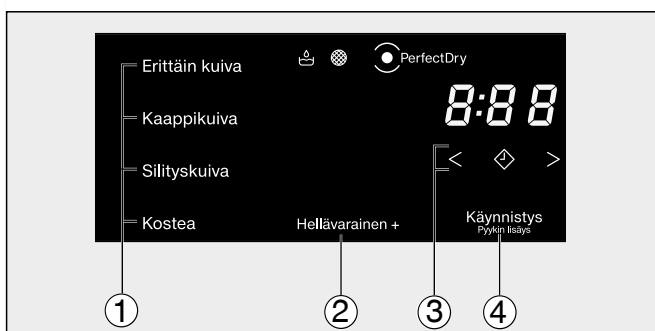 Erittäin kuiva
PerfectDry
8:88
Kaappikuiva
< >
Silityskuiva
Kostea
Hellävarainen +
Käynnistys
Pyykin lisäys
1 2 3 4